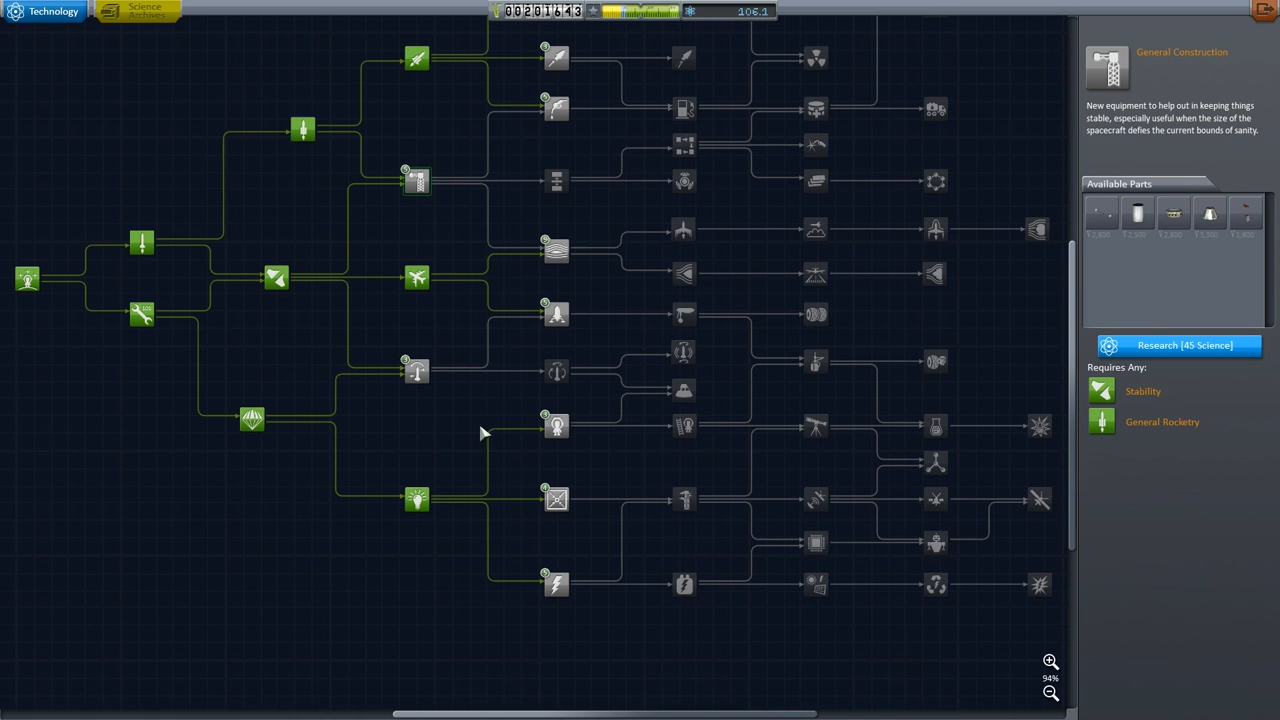 Technology
Science
Archives
00201643
106.1
General Construction
New equipment to help out in keeping things
stable, especially useful when the size of the
spacecraft defies the current bounds of sanity.
Available Parts
Research [45 Science]
Requires Any:
Stability
General Rocketry
94%